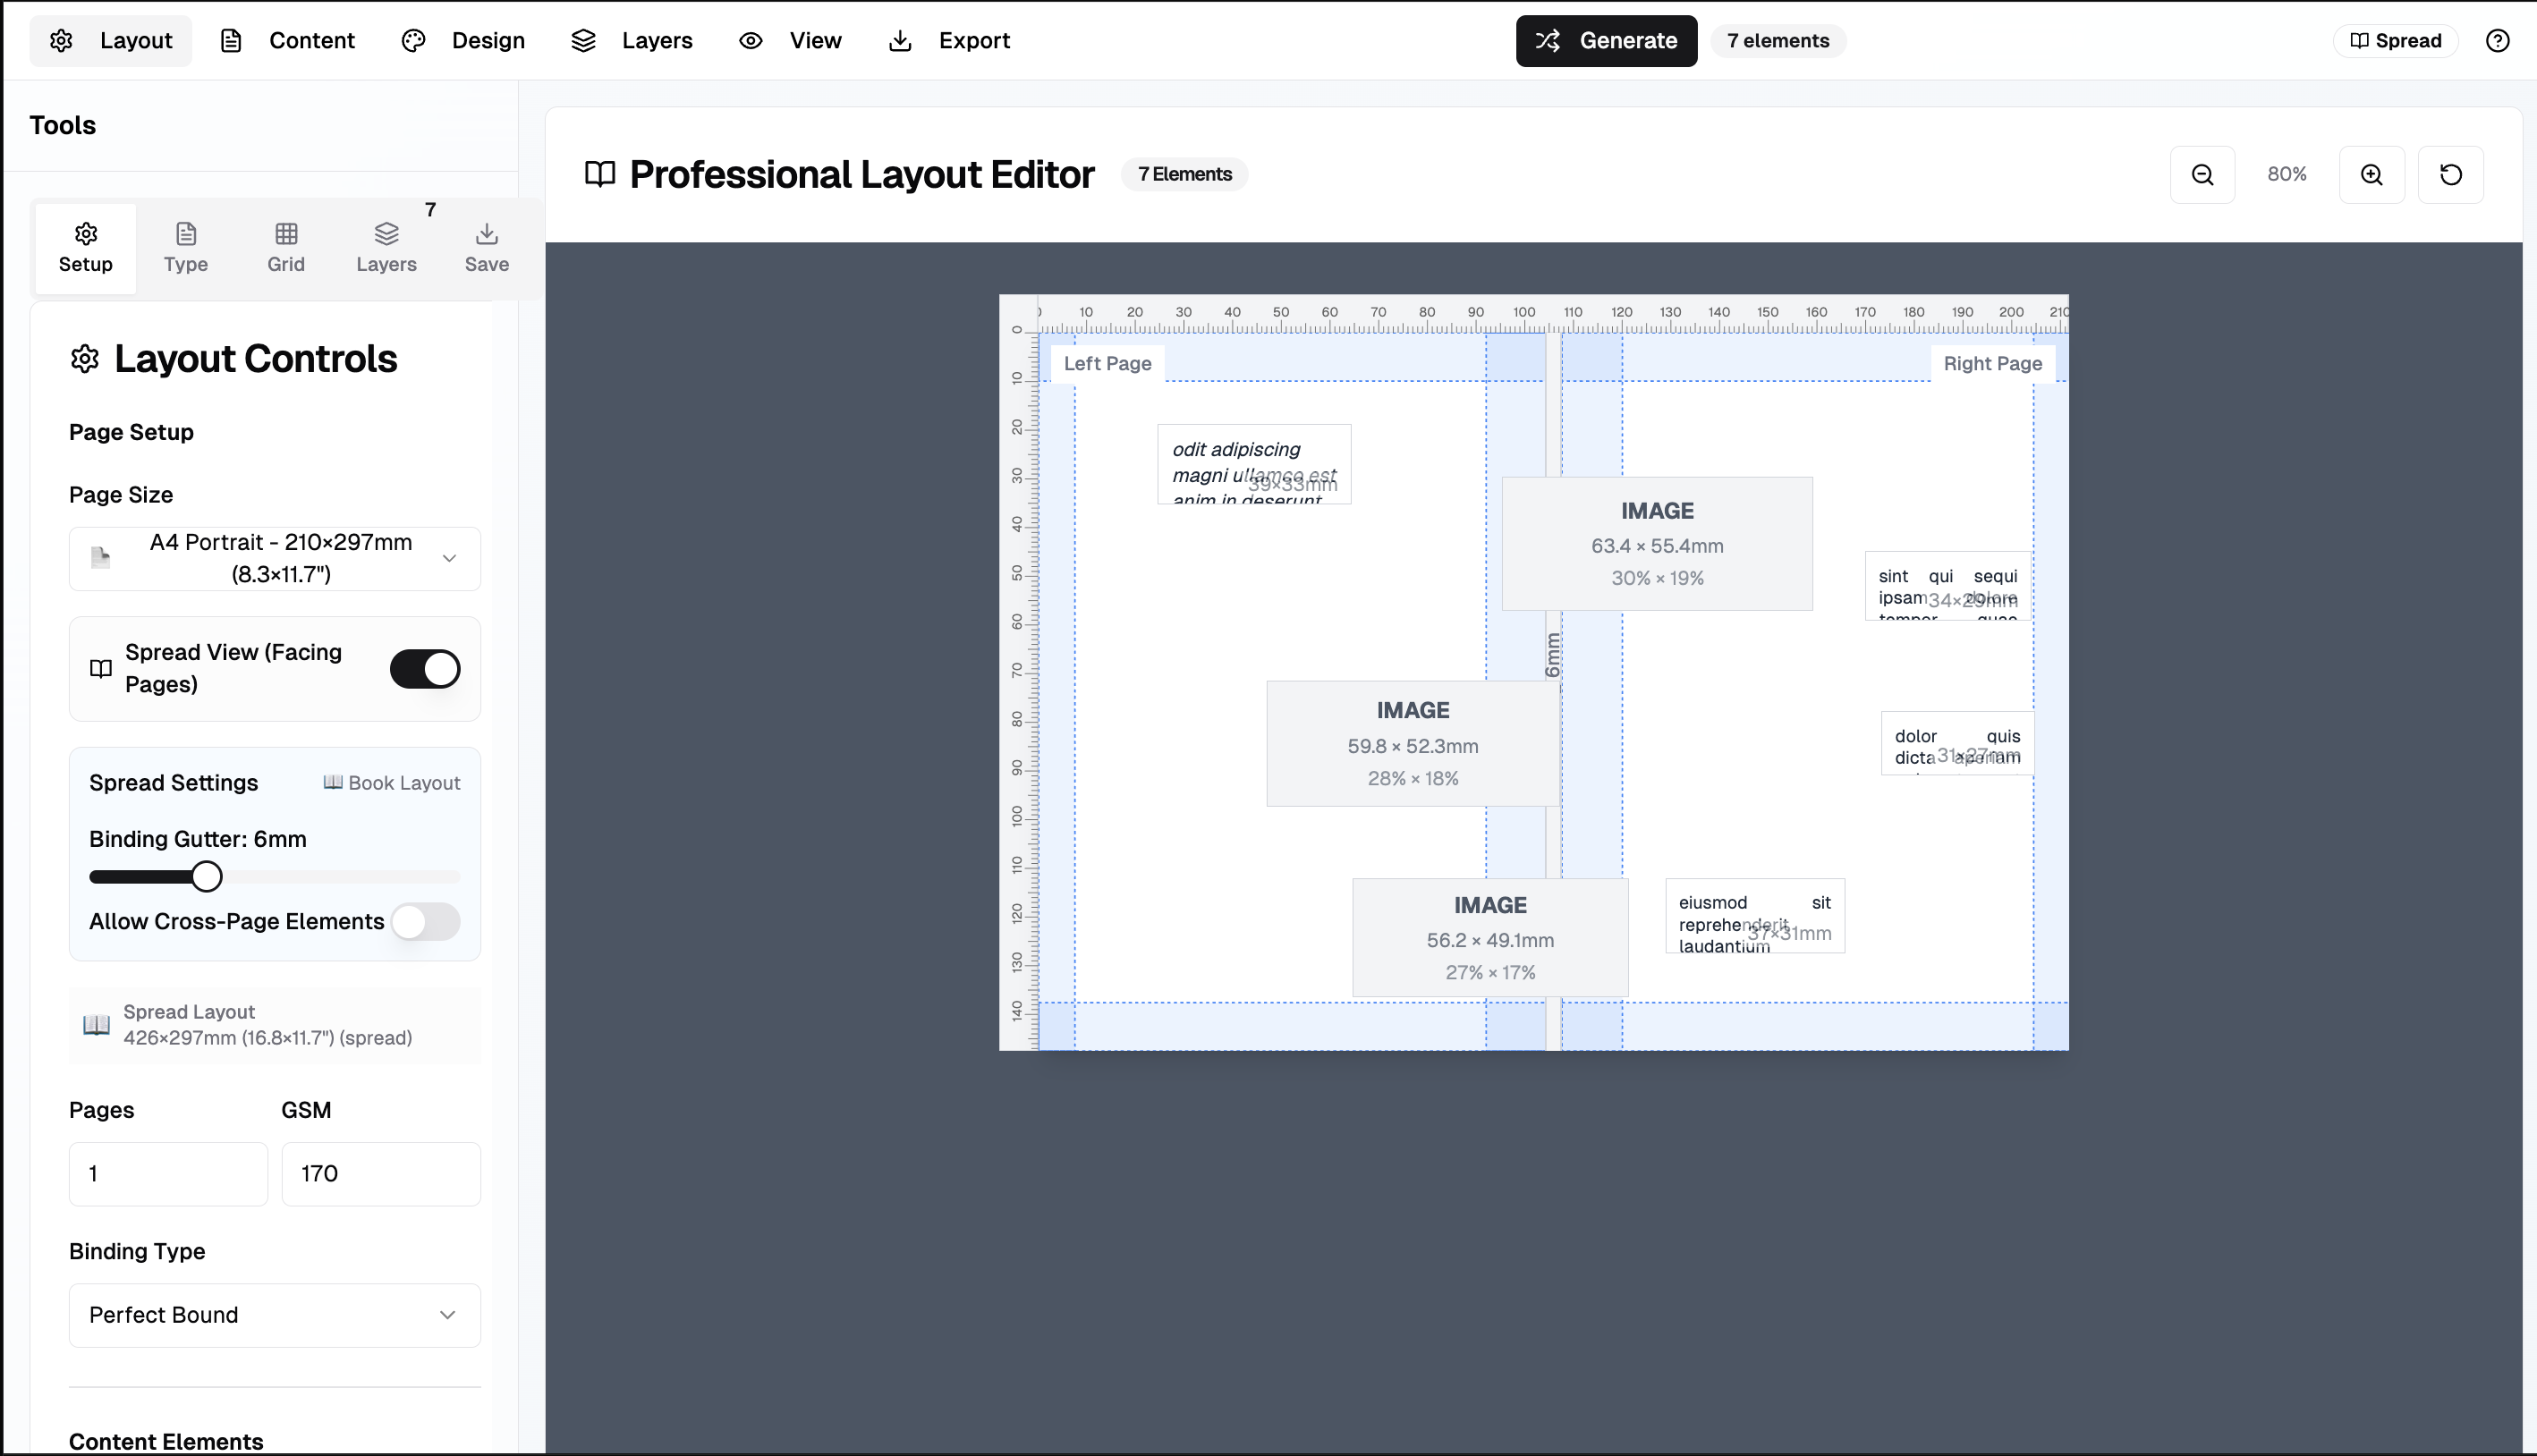 Layout
Content
Design
Layers
View
Export
Generate
7 elements
Spread
Tools
Setup
Type
Grid
7
Layers
Save
Layout Controls
Page Setup
Page Size
A4 Portrait - 210×297mm
(8.3×11.7")
Spread View (Facing
Pages)
Spread Settings
📖 Book Layout
Binding Gutter: 6mm
Allow Cross-Page Elements
Spread Layout
426×297mm (16.8×11.7") (spread)
Pages
GSM
1
170
Binding Type
Perfect Bound
Content Elements
Professional Layout Editor
7 Elements
80%
0 10 20 30 40 50 60 70 80 90 100 110 120 130 140 150 160 170 180 190 200 210
0 10 20 30 40 50 60 70 80 90 100 110 120 130 140
Left Page
Right Page
odit adipiscing
magni ullamco est
39×33mm
anim in deserunt
IMAGE
63.4 × 55.4mm
30% × 19%
sint qui sequi
ipsam dolore
34×29mm
tempor quae
6mm
IMAGE
59.8 × 52.3mm
28% × 18%
dolor quis
dicta aperiam
31×27mm
IMAGE
56.2 × 49.1mm
27% × 17%
eiusmod sit
reprehenderit
37×31mm
laudantium